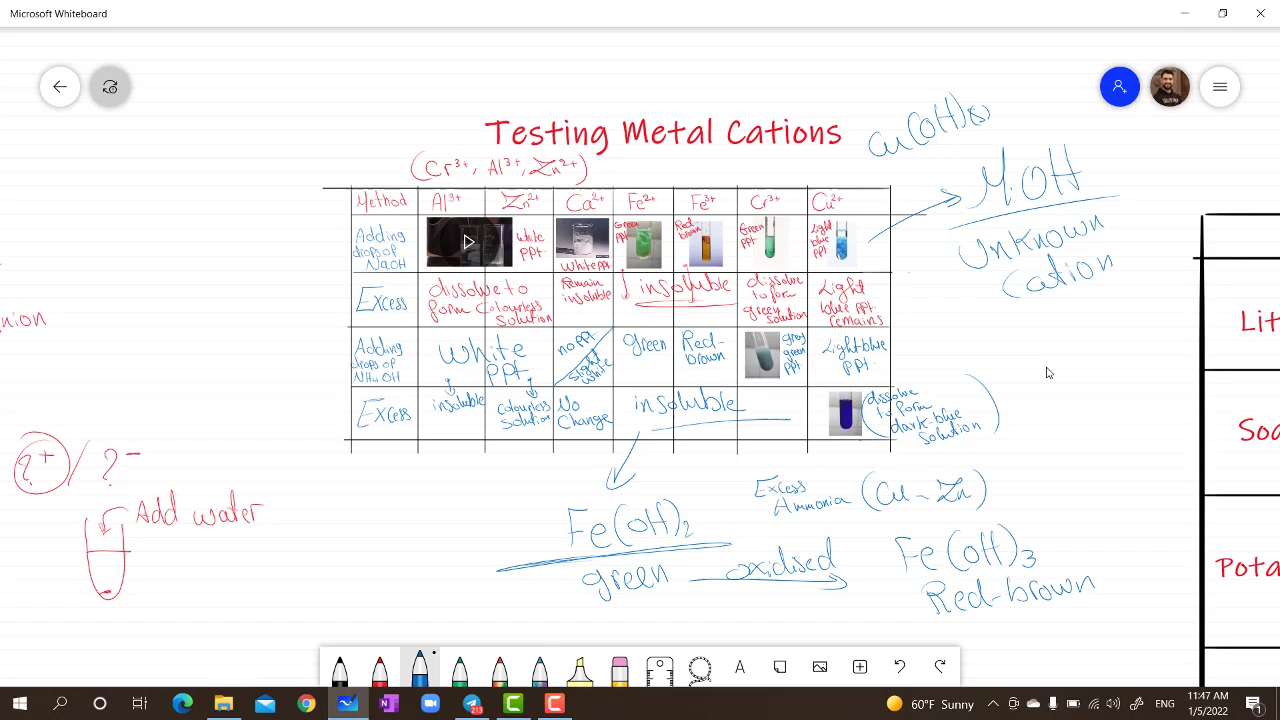 Microsoft Whiteboard
Testing Metal Cations
(Cr³⁺, Al³⁺, Zn²⁺)
Cu(OH)(s)
M.OH
Unknown
cation
Method
Al³⁺
Zn²⁺
Ca²⁺
Fe²⁺
Fe³⁺
Cr³⁺
Cu²⁺
Adding
drops of
NaOH
white
ppt.
White ppt
Green
ppt
Red
brown
Green
ppt
Light
blue
ppt
Excess
dissolve to
form Colourless
Solution
Remain
insoluble
insoluble
dissolve
to form
green solution
Light
blue ppt.
remains
Adding
drops of
NH4OH
White
ppt.
no ppt
slight
white
green
Red-
brown
grey
green
ppt.
Light blue
ppt.
Excess
insoluble
colourless
solution
No
Change
insoluble
dissolve
to form
dark-blue
solution
Excess
Ammonia (Cu - Zn)
Fe(OH)₂
green
oxidised
Fe(OH)₃
Red-brown
nion
?⁺ / ?⁻
Add water
Lit
Soc
Pota
A
23
60°F Sunny
11:47 AM
1/5/2022